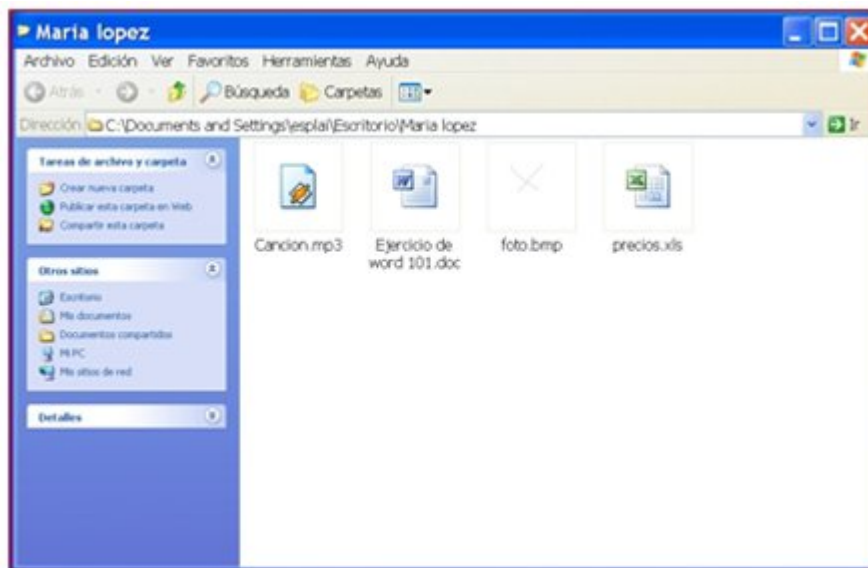 Maria lopez
Archivo Edición Ver Favoritos Herramientas Ayuda
Atrás Búsqueda Carpetas
Dirección C:\Documents and Settings\esplai\Escritorio\Maria lopez Ir
Tareas de archivo y carpeta
Crear nueva carpeta
Publicar esta carpeta en Web
Compartir esta carpeta
Otros sitios
Escritorio
Mis documentos
Documentos compartidos
Mi PC
Mis sitios de red
Detalles
Cancion.mp3
Ejercicio de
word 101.doc
foto.bmp
precios.xls